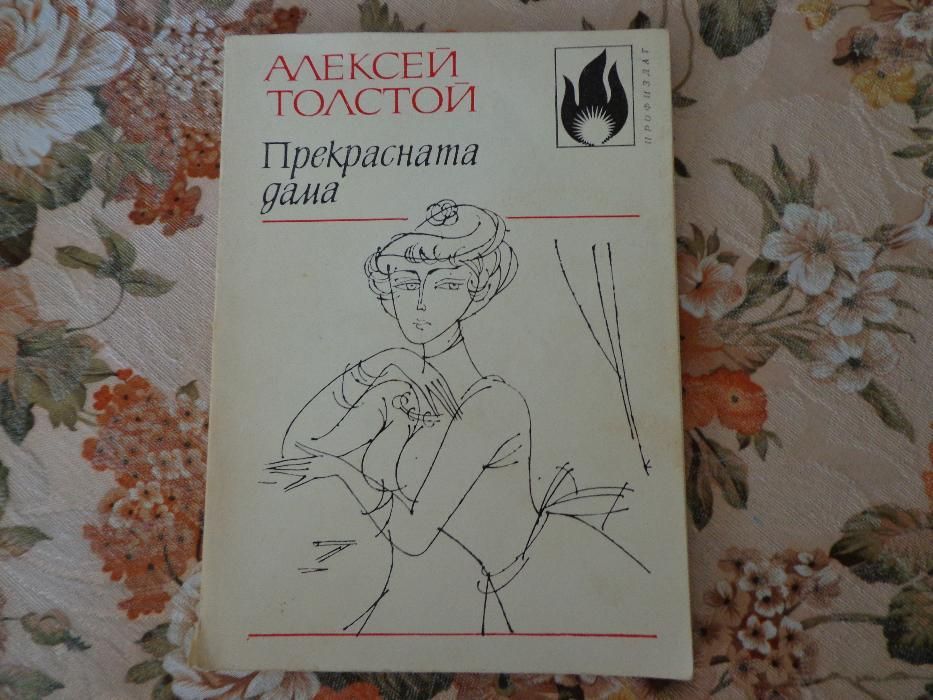 АЛЕКСЕЙ
ТОЛСТОЙ
Прекрасната
дама
ПРОФИЗДАТ